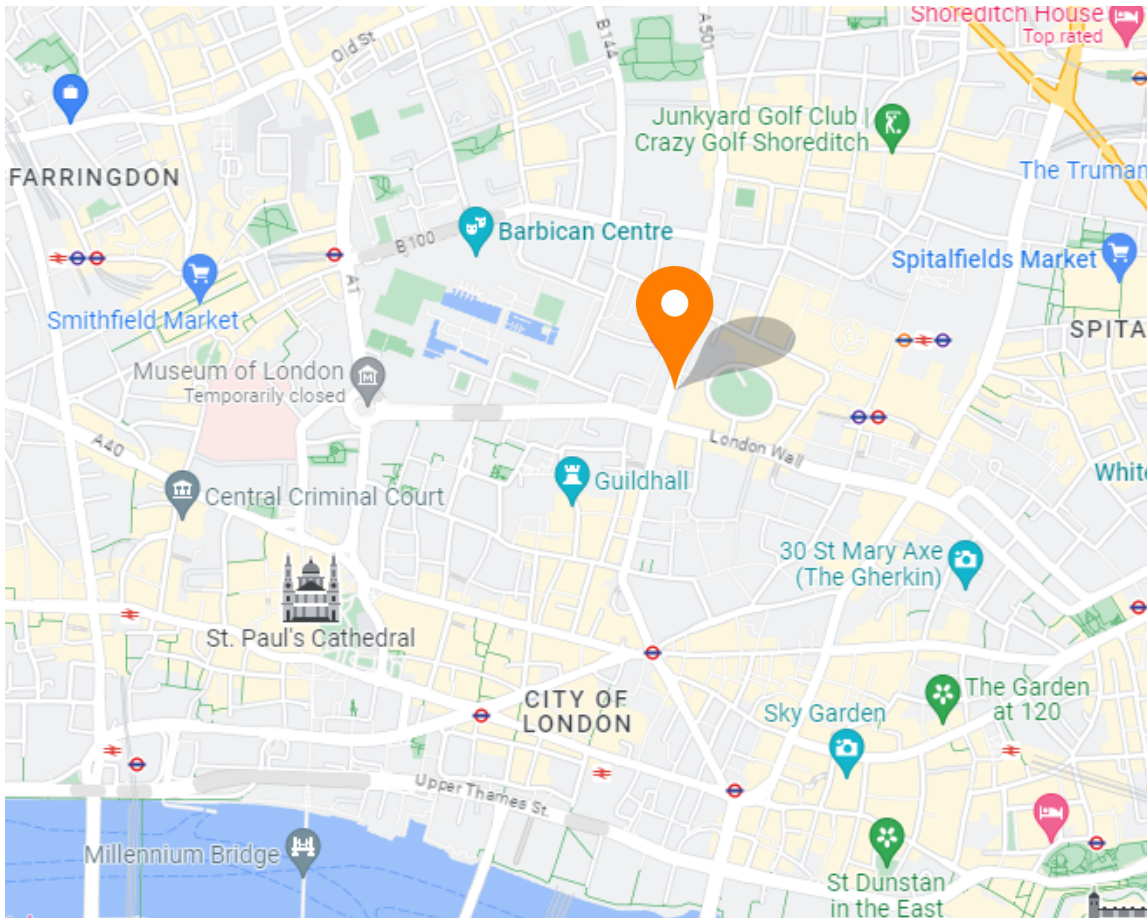 Shoreditch House
Top rated
Old St
B144
A501
Junkyard Golf Club |
Crazy Golf Shoreditch
FARRINGDON
The Truman
Barbican Centre
B100
Spitalfields Market
A1
Smithfield Market
SPITA
Museum of London
Temporarily closed
A40
London Wall
Guildhall
White
Central Criminal Court
30 St Mary Axe
(The Gherkin)
St. Paul's Cathedral
CITY OF
LONDON
The Garden
at 120
Sky Garden
Upper Thames St.
Millennium Bridge
St Dunstan
in the East